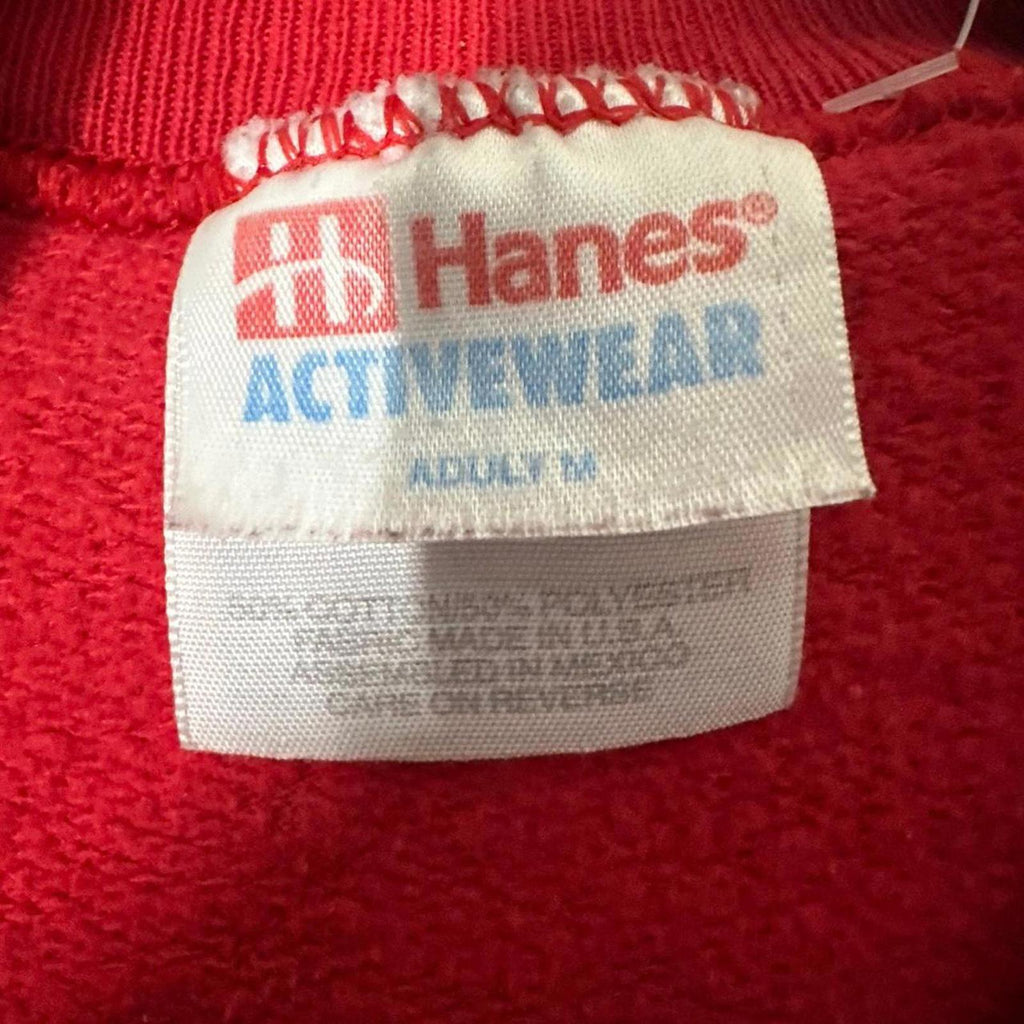 H Hanes®
ACTIVEWEAR
ADULT M
50% COTTON/50% POLYESTER
FABRIC MADE IN U.S.A.
ASSEMBLED IN MEXICO
CARE ON REVERSE